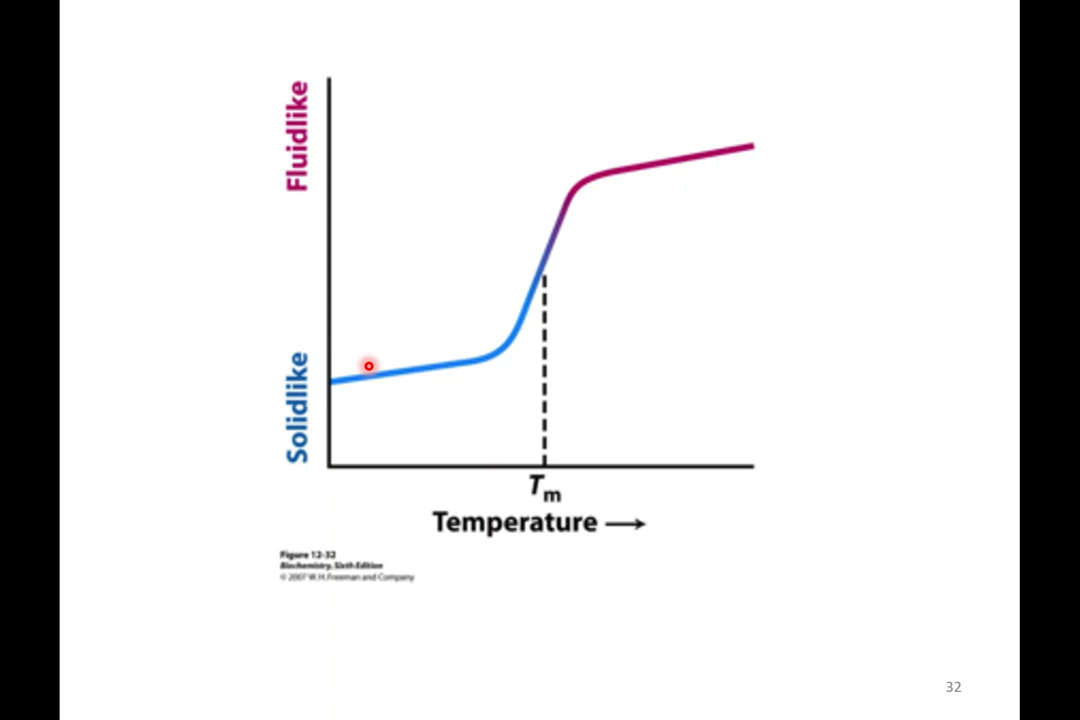 Fluidlike
Solidlike
Tm
Temperature →
Figure 12-32
Biochemistry, Sixth Edition
© 2007 W.H. Freeman and Company
32